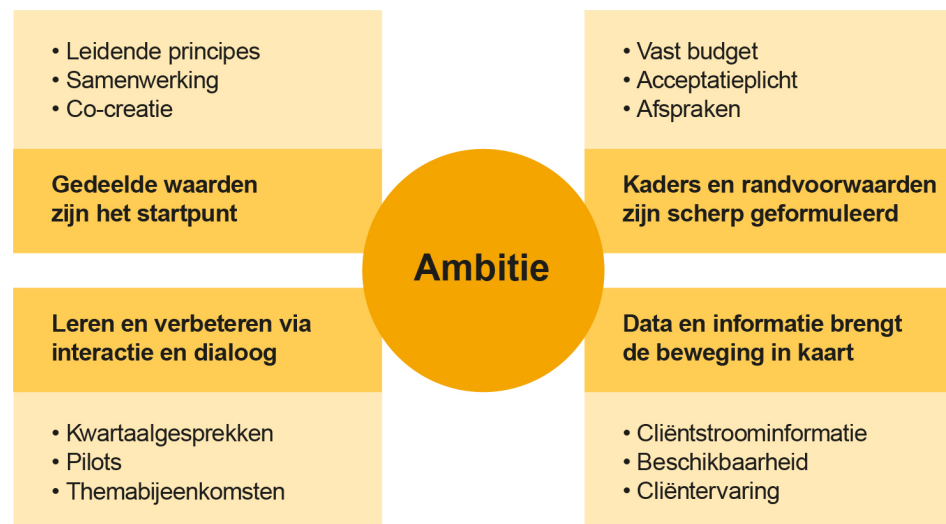 • Leidende principes
• Samenwerking
• Co-creatie
Gedeelde waarden
zijn het startpunt
• Vast budget
• Acceptatieplicht
• Afspraken
Kaders en randvoorwaarden
zijn scherp geformuleerd
Ambitie
Leren en verbeteren via
interactie en dialoog
• Kwartaalgesprekken
• Pilots
• Themabijeenkomsten
Data en informatie brengt
de beweging in kaart
• Cliëntstroominformatie
• Beschikbaarheid
• Cliëntervaring